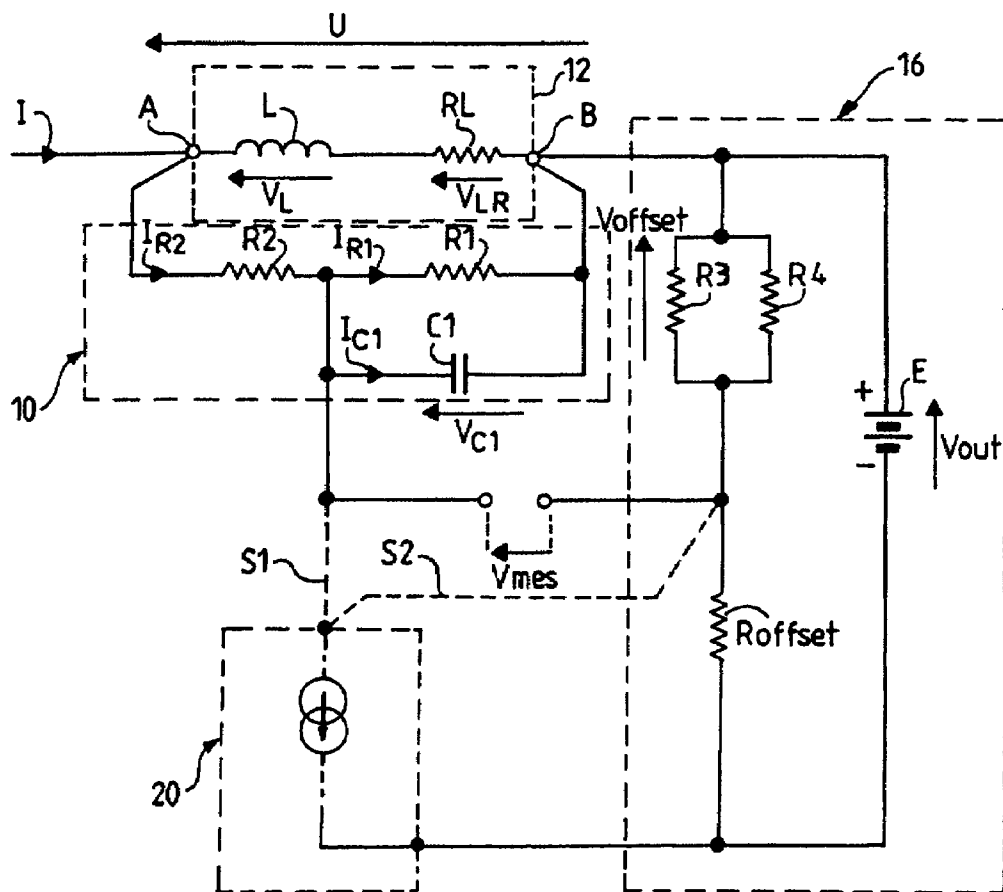 U
12
16
I
A
L
RL
B
VL
VLR
Voffset
IR2
R2
IR1
R1
R3
R4
IC1
C1
10
VC1
+
E
-
Vout
S1
S2
Vmes
Roffset
20